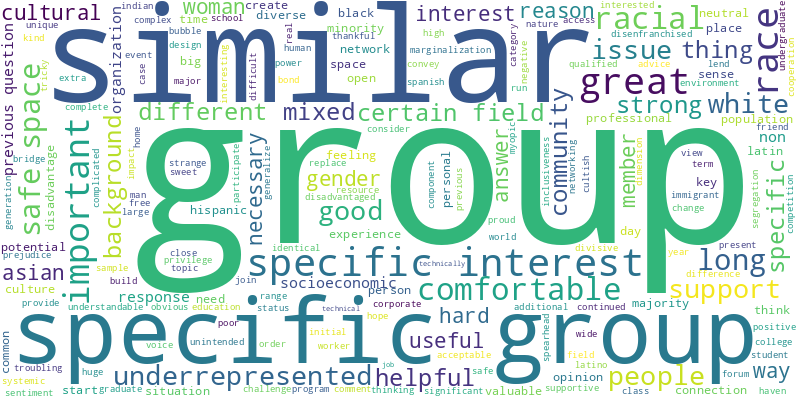 similar
group
specific group
specific interest
great
race
racial
issue
thing
interest
reason
woman
cultural
diverse
black
minority
network
space
open
big
time
school
create
indian
complex
unique
kind
tricky
extra
complete
previous question
safe space
disadvantage
important
background
organization
event
case
design
bubble
major
real
human
power
thankful
marginalization
convey
spanish
high
category
negative
run
nature
access
disenfranchised
qualified
advice
neutral
place
sense
lend
environment
interested
undergraduate
cooperation
strong
white
professional
population
friend
non
latin
key
immigrant
change
view
term
community
networking
inclusiveness
cultish
member
dimension
answer
myopic
different
mixed
certain field
consider
necessary
generalize
participate
feeling
gender
good
experience
hispanic
replace
resource
disadvantaged
component
personal
previous
proud
world
divisive
day
year
difference
segregation
competition
specific
present
long
support
majority
additional
comfortable
technically
socioeconomic
person
corporate
identical
strange
sweet
close
privilege
topic
impact
home
man
free
large
bridge
generation
complicated
potential
prejudice
asian
culture
sample
build
join
response
need
range
status
provide
understandable
obvious
education
poor
voice
unintended
order
initial
worker
hope
technical
continued
hard
useful
spearhead
wide
acceptable
field
latino
think
positive
college
student
people
way
opinion
forum
connection
haven
class
supportive
valuable
significant
safe
job
helpful
thinking
comment
program
challenge
underrepresented
situation
graduate
start
huge
troubling
systemic
sentiment
common
interesting
difficult
bond